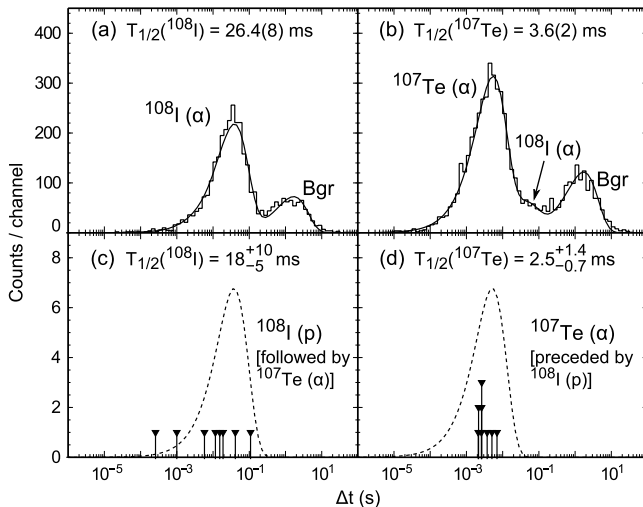 (a) T₁/₂(¹⁰⁸I) = 26.4(8) ms
(b) T₁/₂(¹⁰⁷Te) = 3.6(2) ms
400
300
200
100
0
¹⁰⁸I (α)
Bgr
¹⁰⁷Te (α)
¹⁰⁸I (α)
Bgr
Counts / channel
(c) T₁/₂(¹⁰⁸I) = 18⁺¹⁰₋₅ ms
(d) T₁/₂(¹⁰⁷Te) = 2.5⁺¹·⁴₋₀.₇ ms
8
6
4
2
0
¹⁰⁸I (p)
[followed by
¹⁰⁷Te (α)]
¹⁰⁷Te (α)
[preceded by
¹⁰⁸I (p)]
10⁻⁵ 10⁻³ 10⁻¹ 10¹
10⁻⁵ 10⁻³ 10⁻¹ 10¹
Δt (s)